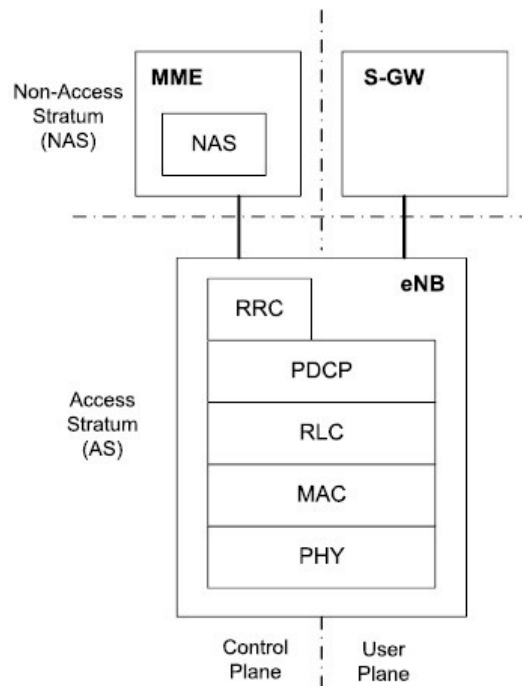 MME
S-GW
Non-Access
Stratum
(NAS)
NAS
eNB
RRC
PDCP
Access
Stratum
(AS)
RLC
MAC
PHY
Control
Plane
User
Plane